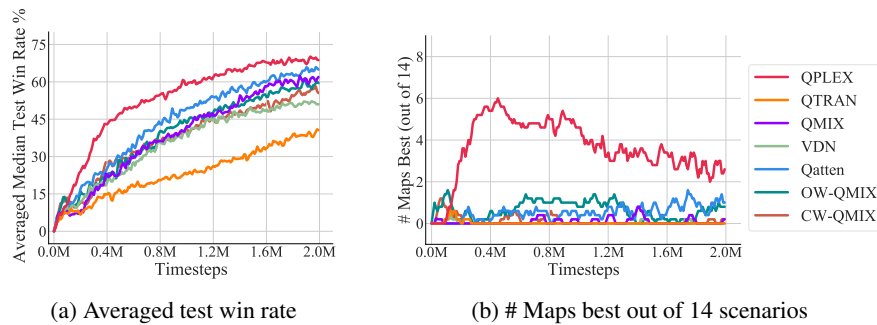 Averaged Median Test Win Rate %
75
60
45
30
15
0
0.0M 0.4M 0.8M 1.2M 1.6M 2.0M
Timesteps
(a) Averaged test win rate
# Maps Best (out of 14)
8
6
4
2
0
0.0M 0.4M 0.8M 1.2M 1.6M 2.0M
Timesteps
(b) # Maps best out of 14 scenarios
QPLEX
QTRAN
QMIX
VDN
Qatten
OW-QMIX
CW-QMIX